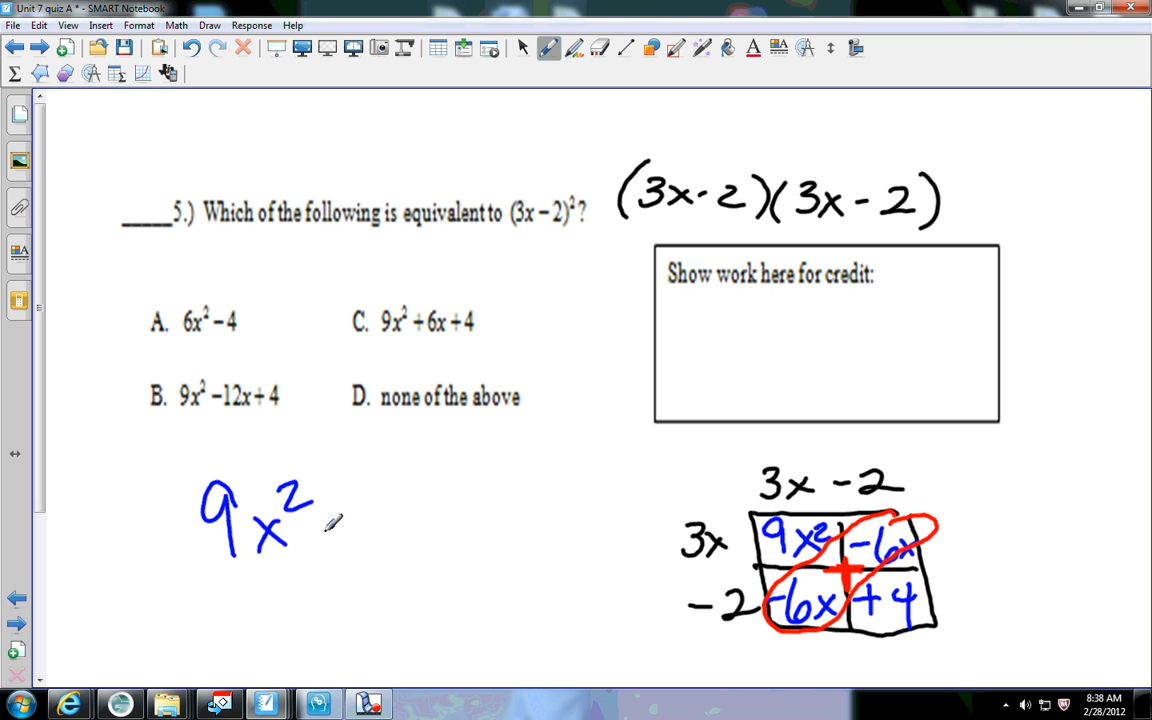 Unit 7 quiz A * - SMART Notebook
File Edit View Insert Format Math Draw Response Help
(3x-2)(3x-2)
_____5.) Which of the following is equivalent to (3x – 2)²?
Show work here for credit:
A. 6x² – 4
C. 9x² + 6x + 4
B. 9x² –12x + 4
D. none of the above
3x -2
9x²
3x 9x² -6x
-2 -6x +4
8:38 AM
2/28/2012